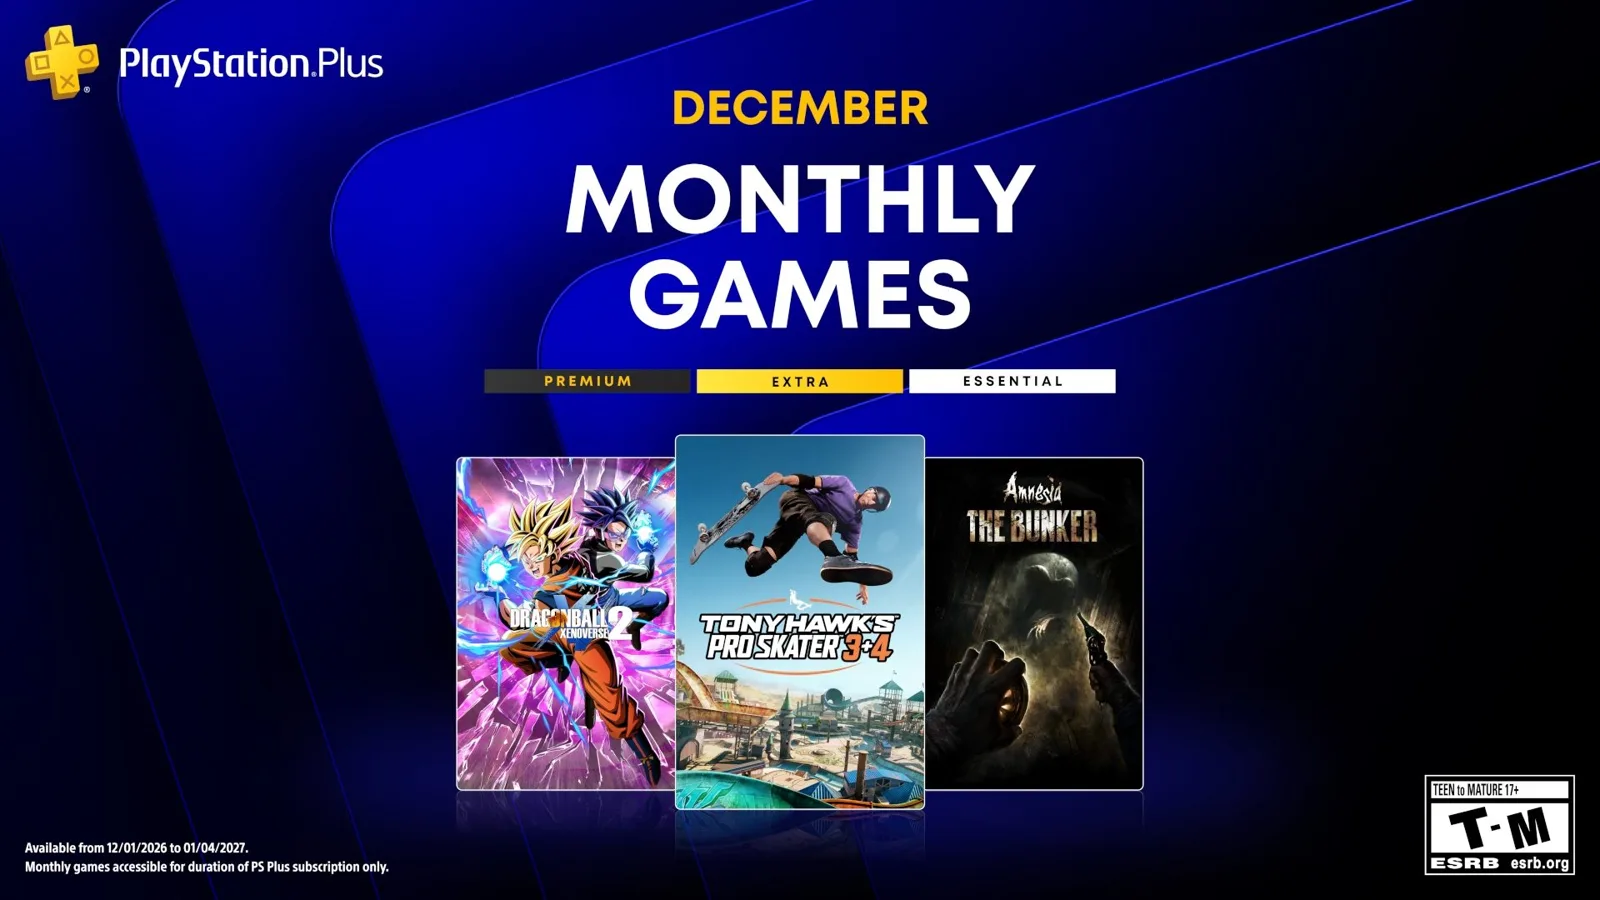 PlayStation®Plus
DECEMBER
MONTHLY
GAMES
PREMIUM
EXTRA
ESSENTIAL
DRAGONBALL
XENOVERSE 2
TONY HAWK'S
PRO SKATER 3+4
Amnesia
THE BUNKER
Available from 12/01/2026 to 01/04/2027.
Monthly games accessible for duration of PS Plus subscription only.
TEEN to MATURE 17+
T-M
ESRB esrb.org